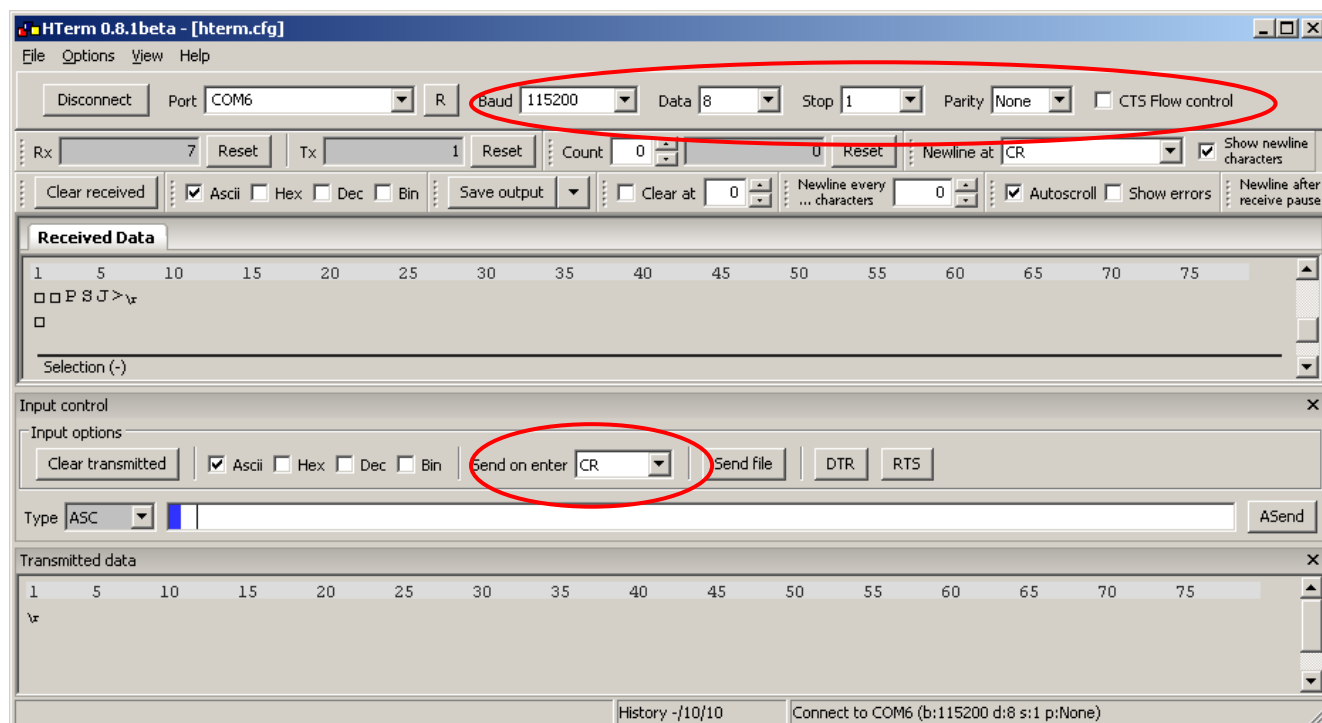 HTerm 0.8.1beta - [hterm.cfg]
File Options View Help
Disconnect Port COM6 R Baud 115200 Data 8 Stop 1 Parity None CTS Flow control
Rx 7 Reset Tx 1 Reset Count 0 0 Reset Newline at CR Show newline characters
Clear received Ascii Hex Dec Bin Save output Clear at 0 Newline every ... characters 0 Autoscroll Show errors Newline after receive pause
Received Data
1 5 10 15 20 25 30 35 40 45 50 55 60 65 70 75
□□PSJ>\r
□
Selection (-)
Input control
Input options
Clear transmitted Ascii Hex Dec Bin Send on enter CR Send file DTR RTS
Type ASC ASend
Transmitted data
1 5 10 15 20 25 30 35 40 45 50 55 60 65 70 75
\r
History -/10/10 Connect to COM6 (b:115200 d:8 s:1 p:None)